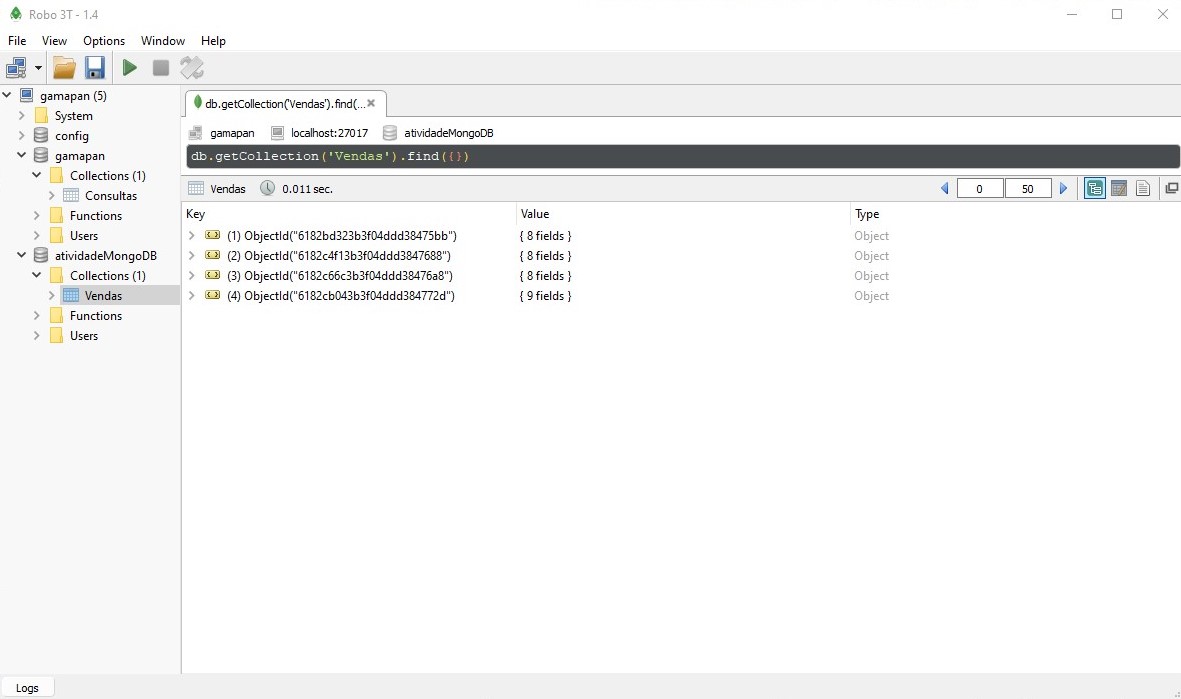 Robo 3T - 1.4
File View Options Window Help
gamapan (5)
System
config
gamapan
Collections (1)
Consultas
Functions
Users
atividadeMongoDB
Collections (1)
Vendas
Functions
Users
db.getCollection('Vendas').find(...
gamapan localhost:27017 atividadeMongoDB
db.getCollection('Vendas').find({})
Vendas 0.011 sec. 0 50
Key Value Type
(1) ObjectId("6182bd323b3f04ddd38475bb") { 8 fields } Object
(2) ObjectId("6182c4f13b3f04ddd3847688") { 8 fields } Object
(3) ObjectId("6182c66c3b3f04ddd38476a8") { 8 fields } Object
(4) ObjectId("6182cb043b3f04ddd384772d") { 9 fields } Object
Logs